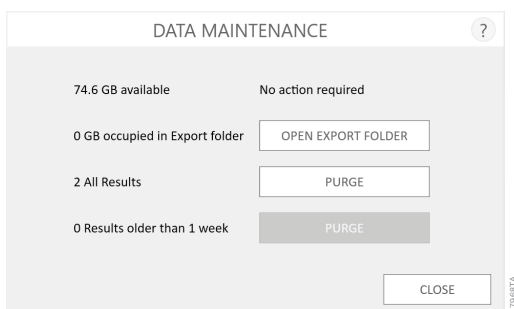 DATA MAINTENANCE
?
74.6 GB available
No action required
0 GB occupied in Export folder
OPEN EXPORT FOLDER
2 All Results
PURGE
0 Results older than 1 week
PURGE
CLOSE